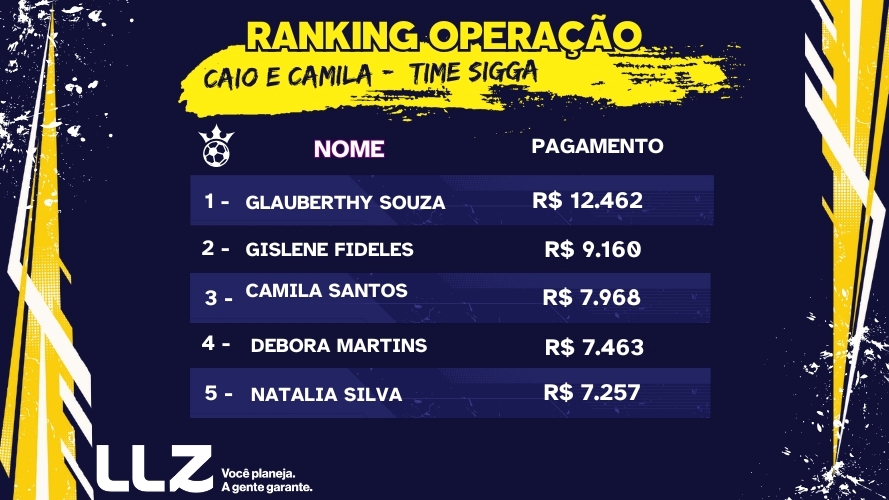 RANKING OPERAÇÃO
CAIO E CAMILA - TIME SIGGA
NOME PAGAMENTO
1 - GLAUBERTHY SOUZA R$ 12.462
2 - GISLENE FIDELES R$ 9.160
3 - CAMILA SANTOS R$ 7.968
4 - DEBORA MARTINS R$ 7.463
5 - NATALIA SILVA R$ 7.257
LLZ
Você planeja.
A gente garante.